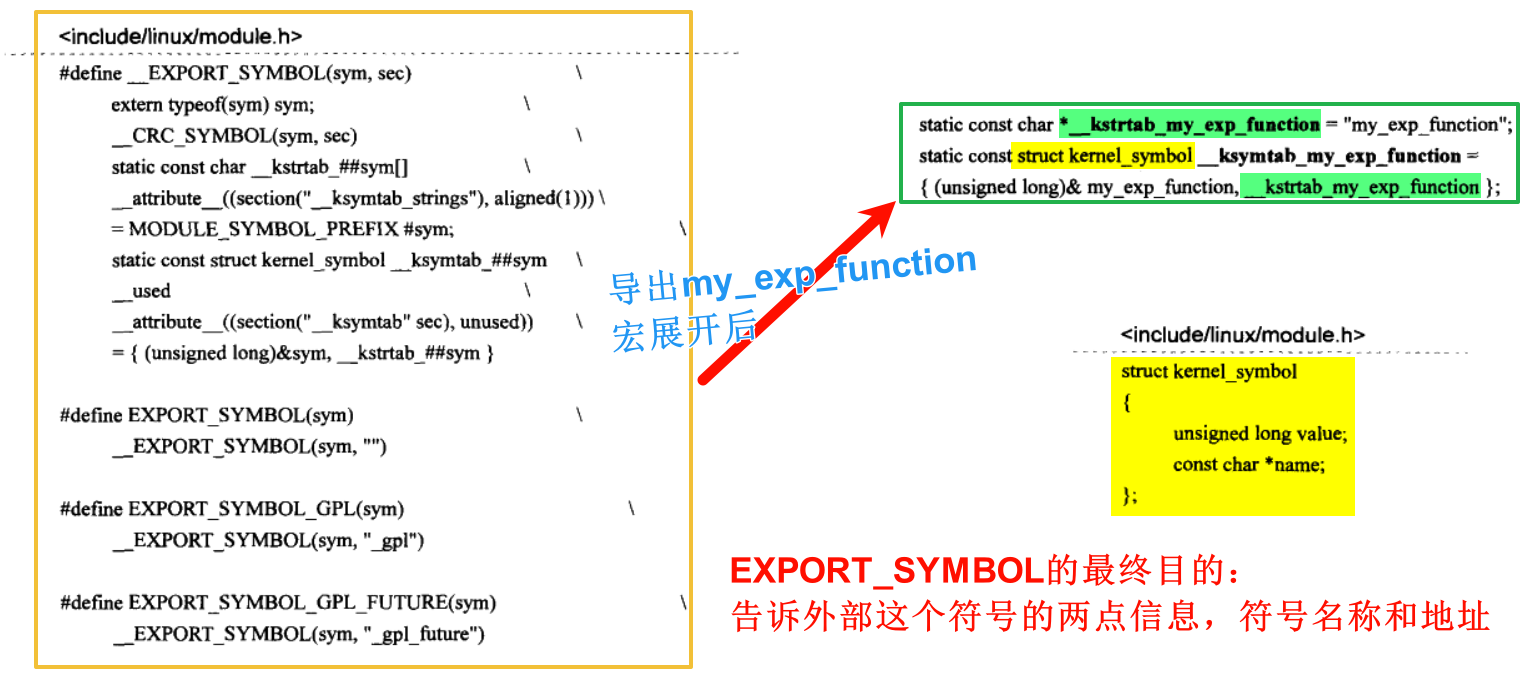 <include/linux/module.h>
#define __EXPORT_SYMBOL(sym, sec) \
extern typeof(sym) sym; \
__CRC_SYMBOL(sym, sec) \
static const char __kstrtab_##sym[] \
__attribute__((section("__ksymtab_strings"), aligned(1))) \
= MODULE_SYMBOL_PREFIX #sym; \
static const struct kernel_symbol __ksymtab_##sym \
__used \
__attribute__((section("__ksymtab" sec), unused)) \
= { (unsigned long)&sym, __kstrtab_##sym }
#define EXPORT_SYMBOL(sym) \
__EXPORT_SYMBOL(sym, "")
#define EXPORT_SYMBOL_GPL(sym) \
__EXPORT_SYMBOL(sym, "_gpl")
#define EXPORT_SYMBOL_GPL_FUTURE(sym) \
__EXPORT_SYMBOL(sym, "_gpl_future")
导出my_exp_function
宏展开后
static const char *__kstrtab_my_exp_function = "my_exp_function";
static const struct kernel_symbol __ksymtab_my_exp_function =
{ (unsigned long)& my_exp_function, __kstrtab_my_exp_function };
<include/linux/module.h>
struct kernel_symbol
{
unsigned long value;
const char *name;
};
EXPORT_SYMBOL的最终目的：
告诉外部这个符号的两点信息，符号名称和地址